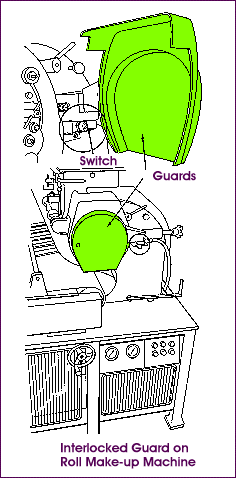 Switch
Guards
Interlocked Guard on
Roll Make-up Machine